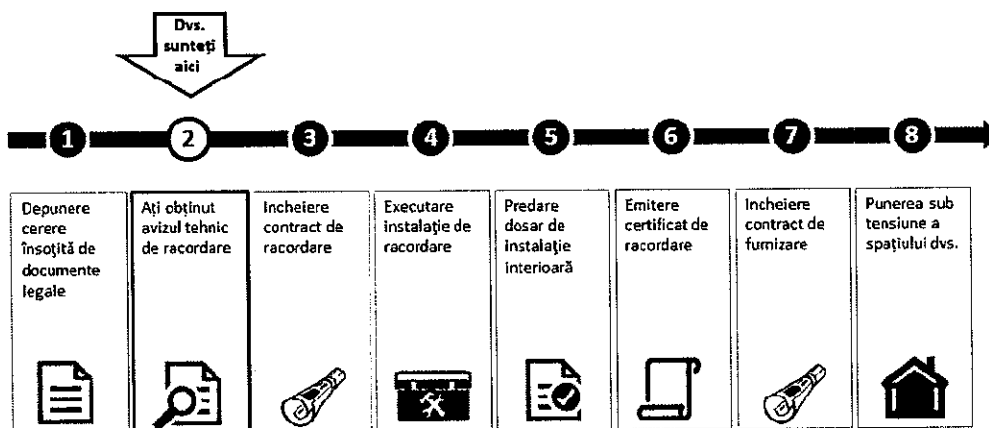 Dvs.
sunteți
aici
1
2
3
4
5
6
7
8
Depunere
cerere
însoțită de
documente
legale
Ați obținut
avizul tehnic
de racordare
Incheiere
contract de
racordare
Executare
instalație de
racordare
Predare
dosar de
instalație
interioară
Emitere
certificat de
racordare
Incheiere
contract de
furnizare
Punerea sub
tensiune a
spațiului dvs.